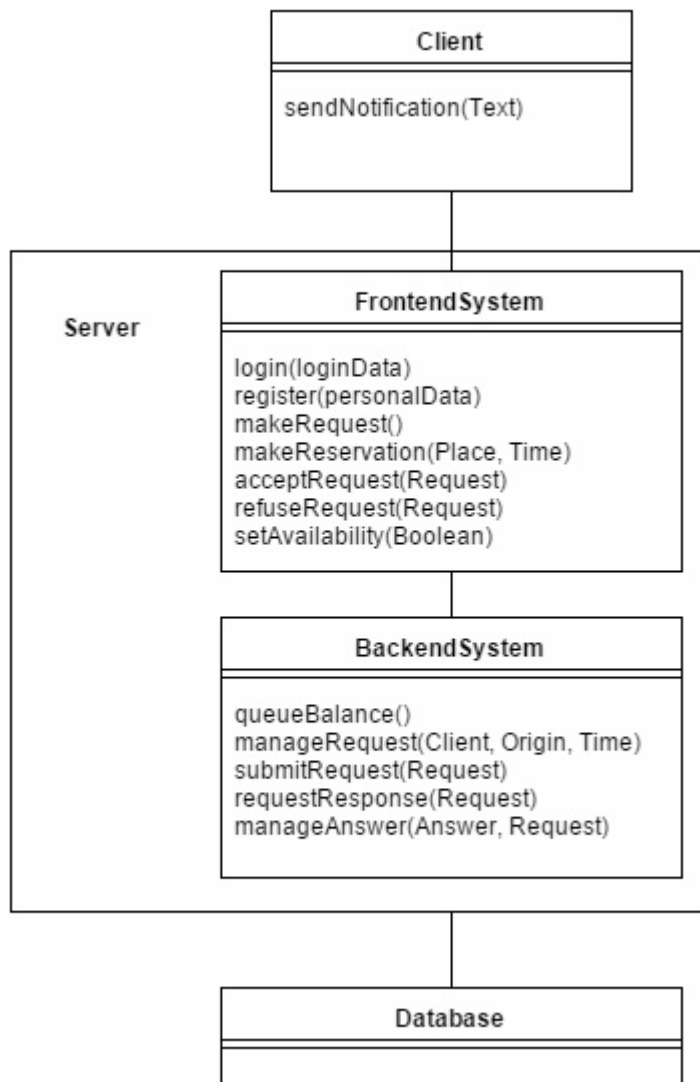 Client
sendNotification(Text)
Server
FrontendSystem
login(loginData)
register(personalData)
makeRequest()
makeReservation(Place, Time)
acceptRequest(Request)
refuseRequest(Request)
setAvailability(Boolean)
BackendSystem
queueBalance()
manageRequest(Client, Origin, Time)
submitRequest(Request)
requestResponse(Request)
manageAnswer(Answer, Request)
Database